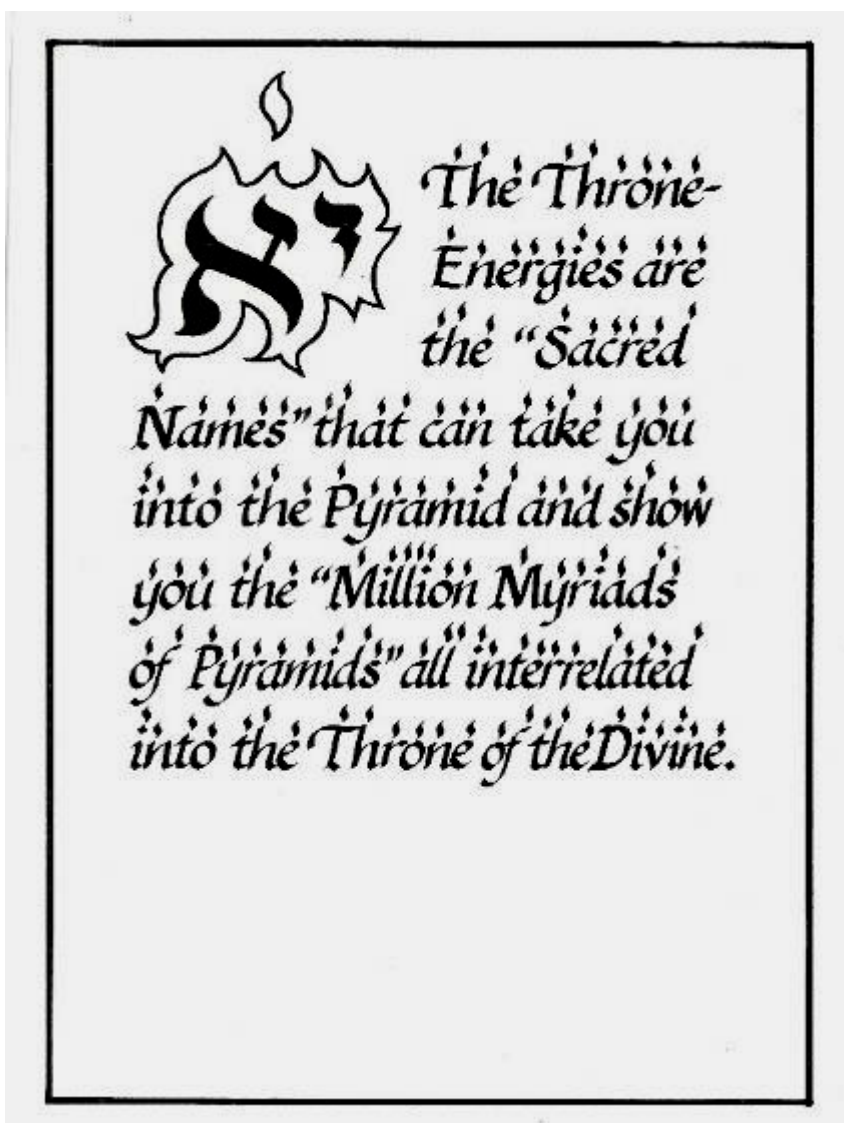 יא
The Throne-
Energies are
the “Sacred
Names” that can take you
into the Pyramid and show
you the “Million Myriads
of Pyramids” all interrelated
into the Throne of the Divine.